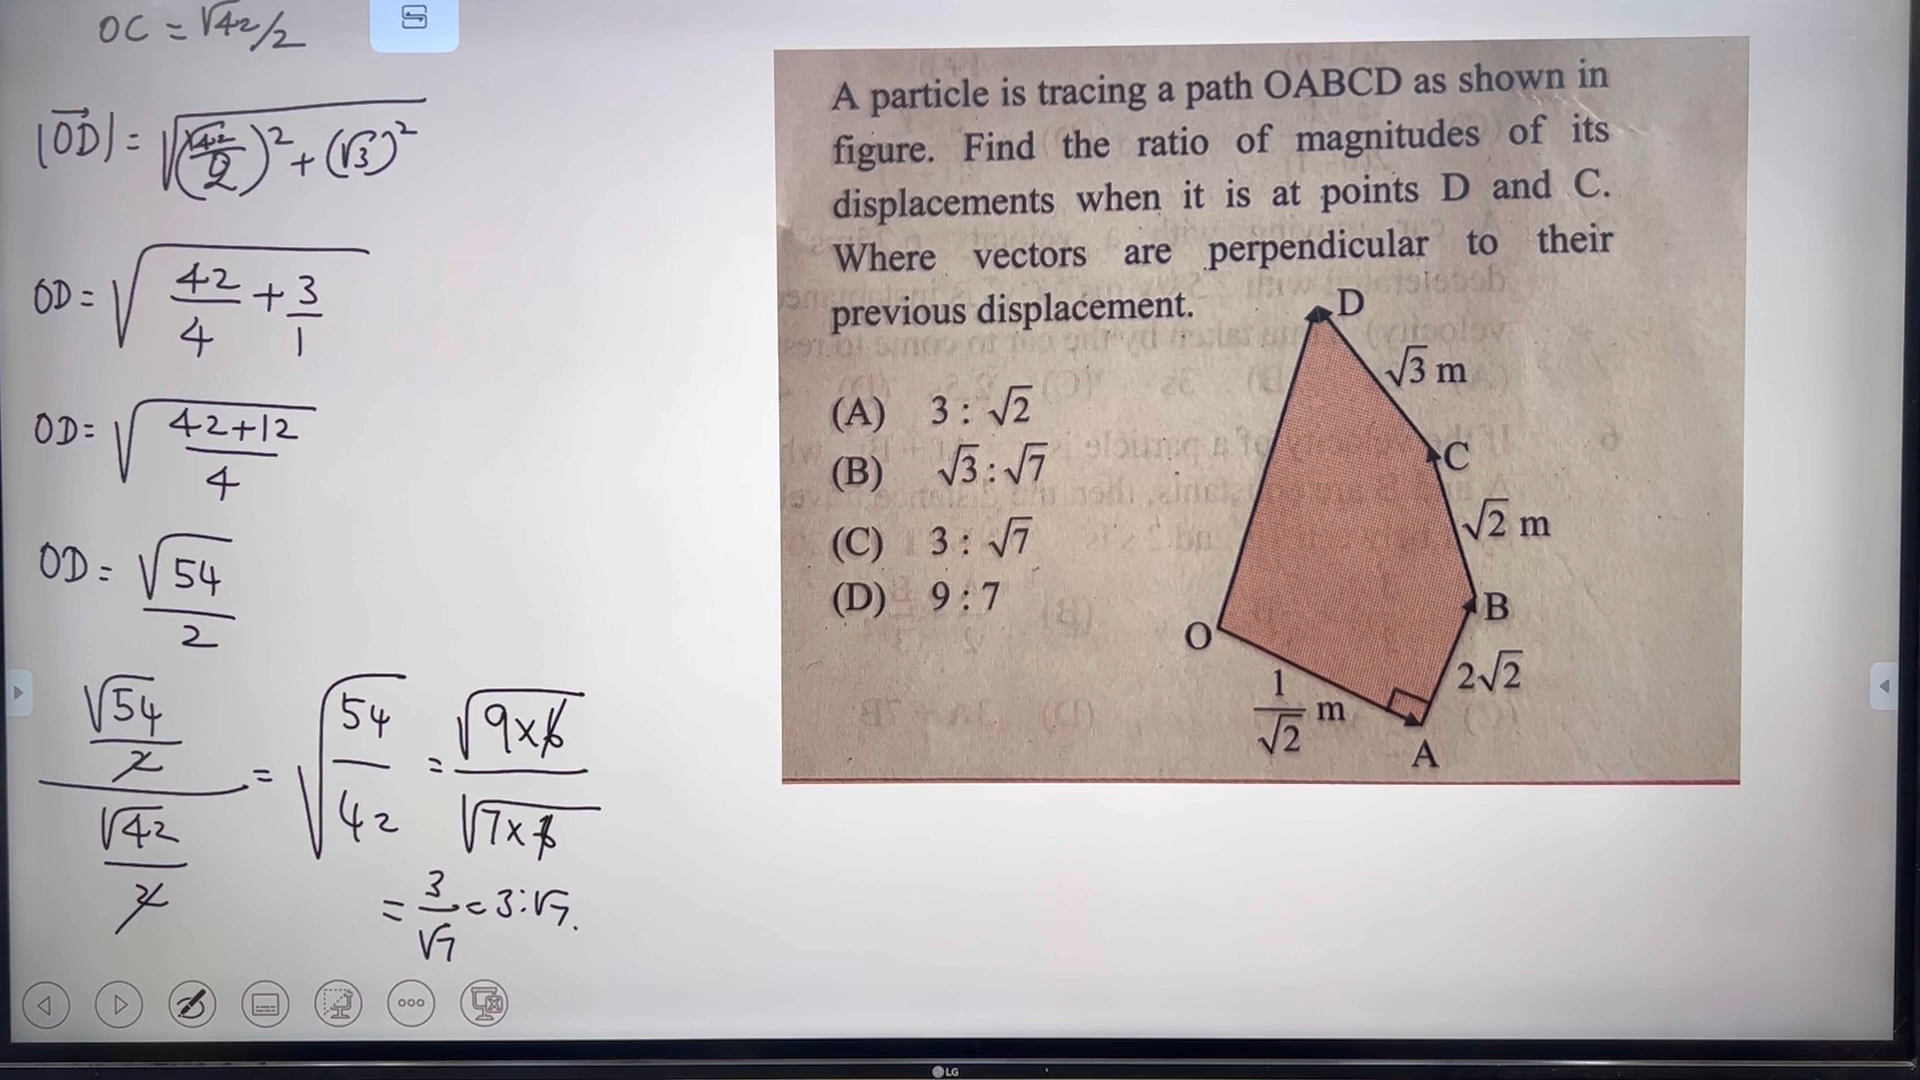 OC = √42/2
|OD| = √(√42/2)² + (√3)²
OD = √42/4 + 3/1
OD = √42+12/4
OD = √54/2
√54/2 / √42/2 = √54/42 = √9×6/√7×6
= 3/√7 = 3:√7.
A particle is tracing a path OABCD as shown in
figure. Find the ratio of magnitudes of its
displacements when it is at points D and C.
Where vectors are perpendicular to their
previous displacement.
(A) 3 : √2
(B) √3 : √7
(C) 3 : √7
(D) 9 : 7
D
√3 m
C
√2 m
B
2√2
O
1/√2 m
A
LG